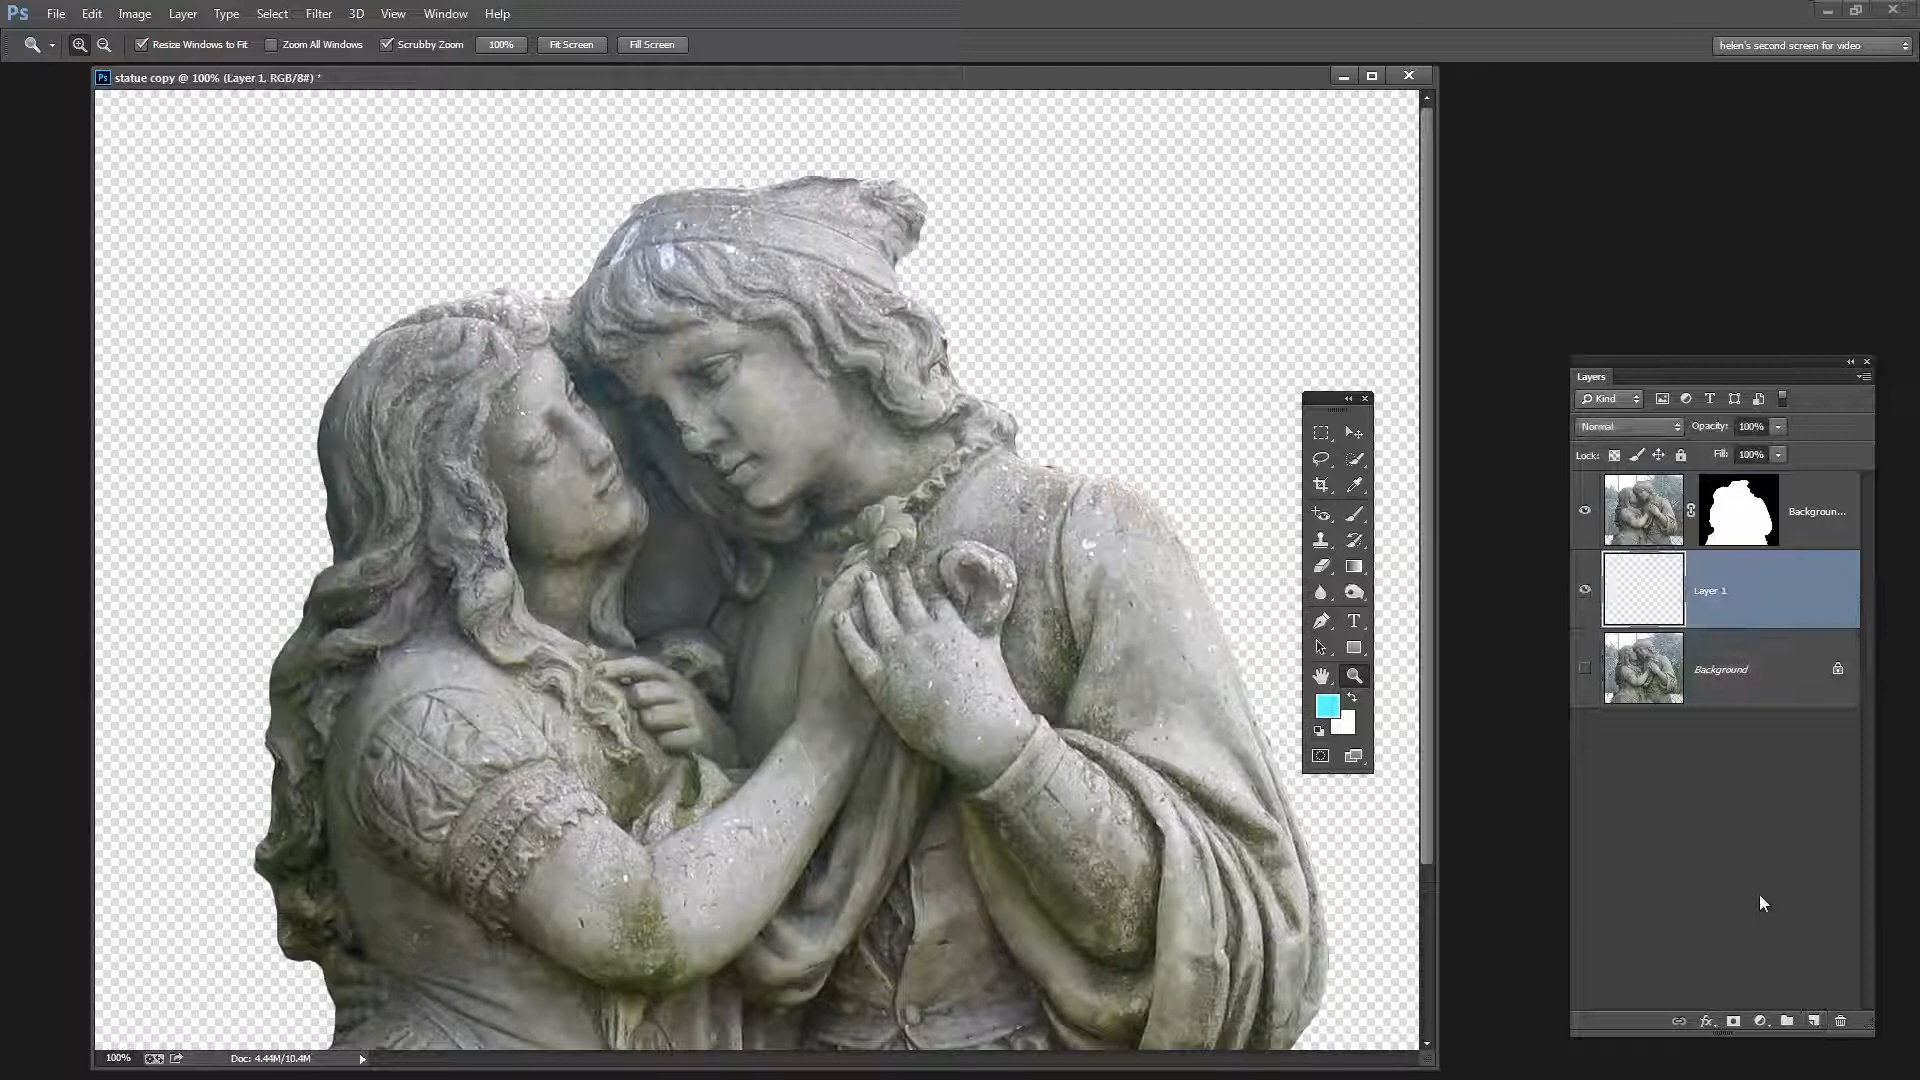 Ps File Edit Image Layer Type Select Filter 3D View Window Help
Resize Windows to Fit Zoom All Windows Scrubby Zoom 100% Fit Screen Fill Screen helen's second screen for video
Ps statue copy @ 100% (Layer 1, RGB/8#) *
Layers
Kind T
Normal Opacity: 100%
Lock: Fill: 100%
Backgroun...
Layer 1
Background
T
fx
100% Doc: 4.44M/10.4M